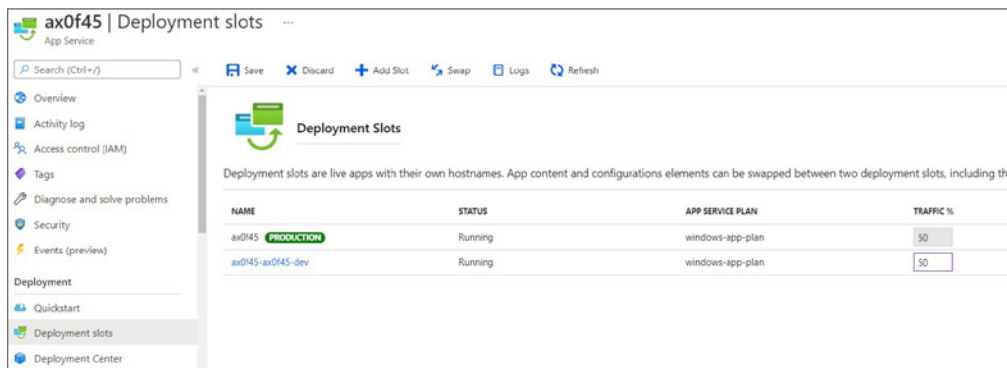 ax0f45 | Deployment slots ...
App Service
Search (Ctrl+/)
«
Save
Discard
Add Slot
Swap
Logs
Refresh
Overview
Activity log
Access control (IAM)
Tags
Diagnose and solve problems
Security
Events (preview)
Deployment
Quickstart
Deployment slots
Deployment Center
Deployment Slots
Deployment slots are live apps with their own hostnames. App content and configurations elements can be swapped between two deployment slots, including th
NAME STATUS APP SERVICE PLAN TRAFFIC %
ax0f45 PRODUCTION Running windows-app-plan 50
ax0f45-ax0f45-dev Running windows-app-plan 50